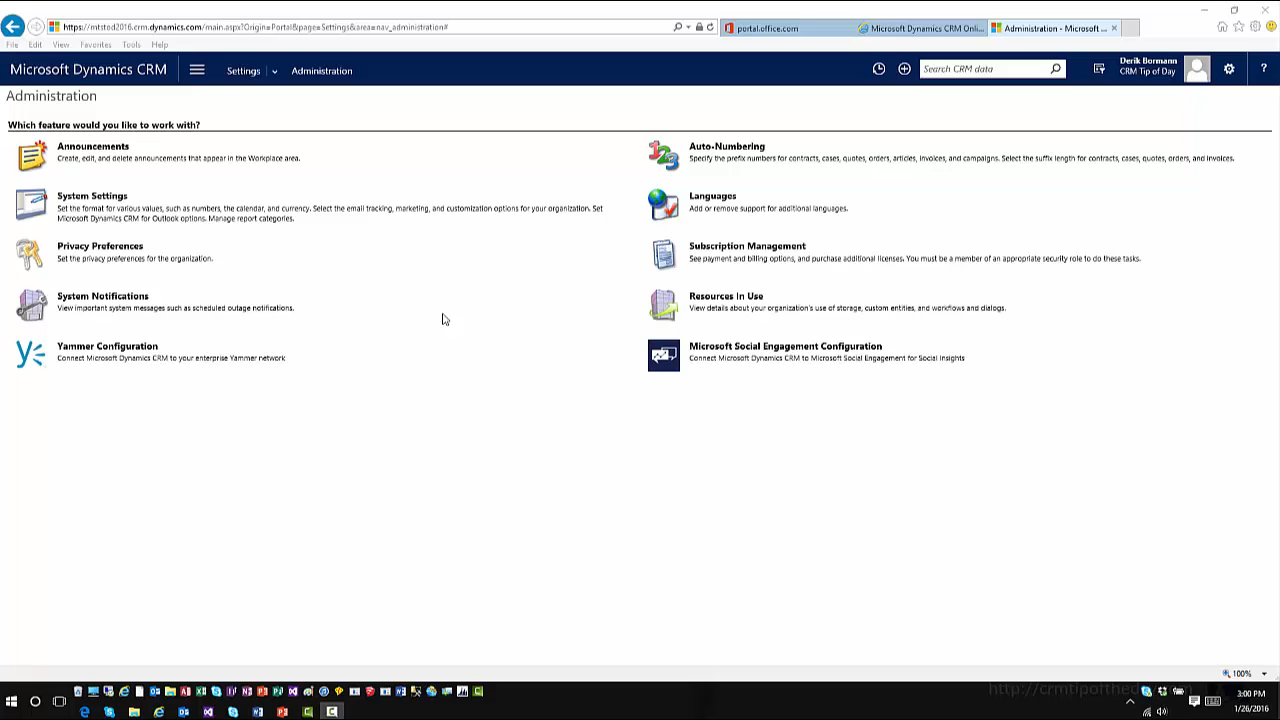 https://mtstod2016.crm.dynamics.com/main.aspx?Origin=Portal&page=Settings&area=nav_administration#
portal.office.com
Microsoft Dynamics CRM Onli...
Administration - Microsoft ...
File Edit View Favorites Tools Help
Microsoft Dynamics CRM
Settings
Administration
Search CRM data
Derik Bormann
CRM Tip of Day
?
Administration
Which feature would you like to work with?
Announcements
Create, edit, and delete announcements that appear in the Workplace area.
Auto-Numbering
Specify the prefix numbers for contracts, cases, quotes, orders, articles, invoices, and campaigns. Select the suffix length for contracts, cases, quotes, orders, and invoices.
System Settings
Set the format for various values, such as numbers, the calendar, and currency. Select the email tracking, marketing, and customization options for your organization. Set
Microsoft Dynamics CRM for Outlook options. Manage report categories.
Languages
Add or remove support for additional languages.
Privacy Preferences
Set the privacy preferences for the organization.
Subscription Management
See payment and billing options, and purchase additional licenses. You must be a member of an appropriate security role to do these tasks.
System Notifications
View important system messages such as scheduled outage notifications.
Resources In Use
View details about your organization's use of storage, custom entities, and workflows and dialogs.
Yammer Configuration
Connect Microsoft Dynamics CRM to your enterprise Yammer network
Microsoft Social Engagement Configuration
Connect Microsoft Dynamics CRM to Microsoft Social Engagement for Social Insights
100%
3:00 PM
1/26/2016